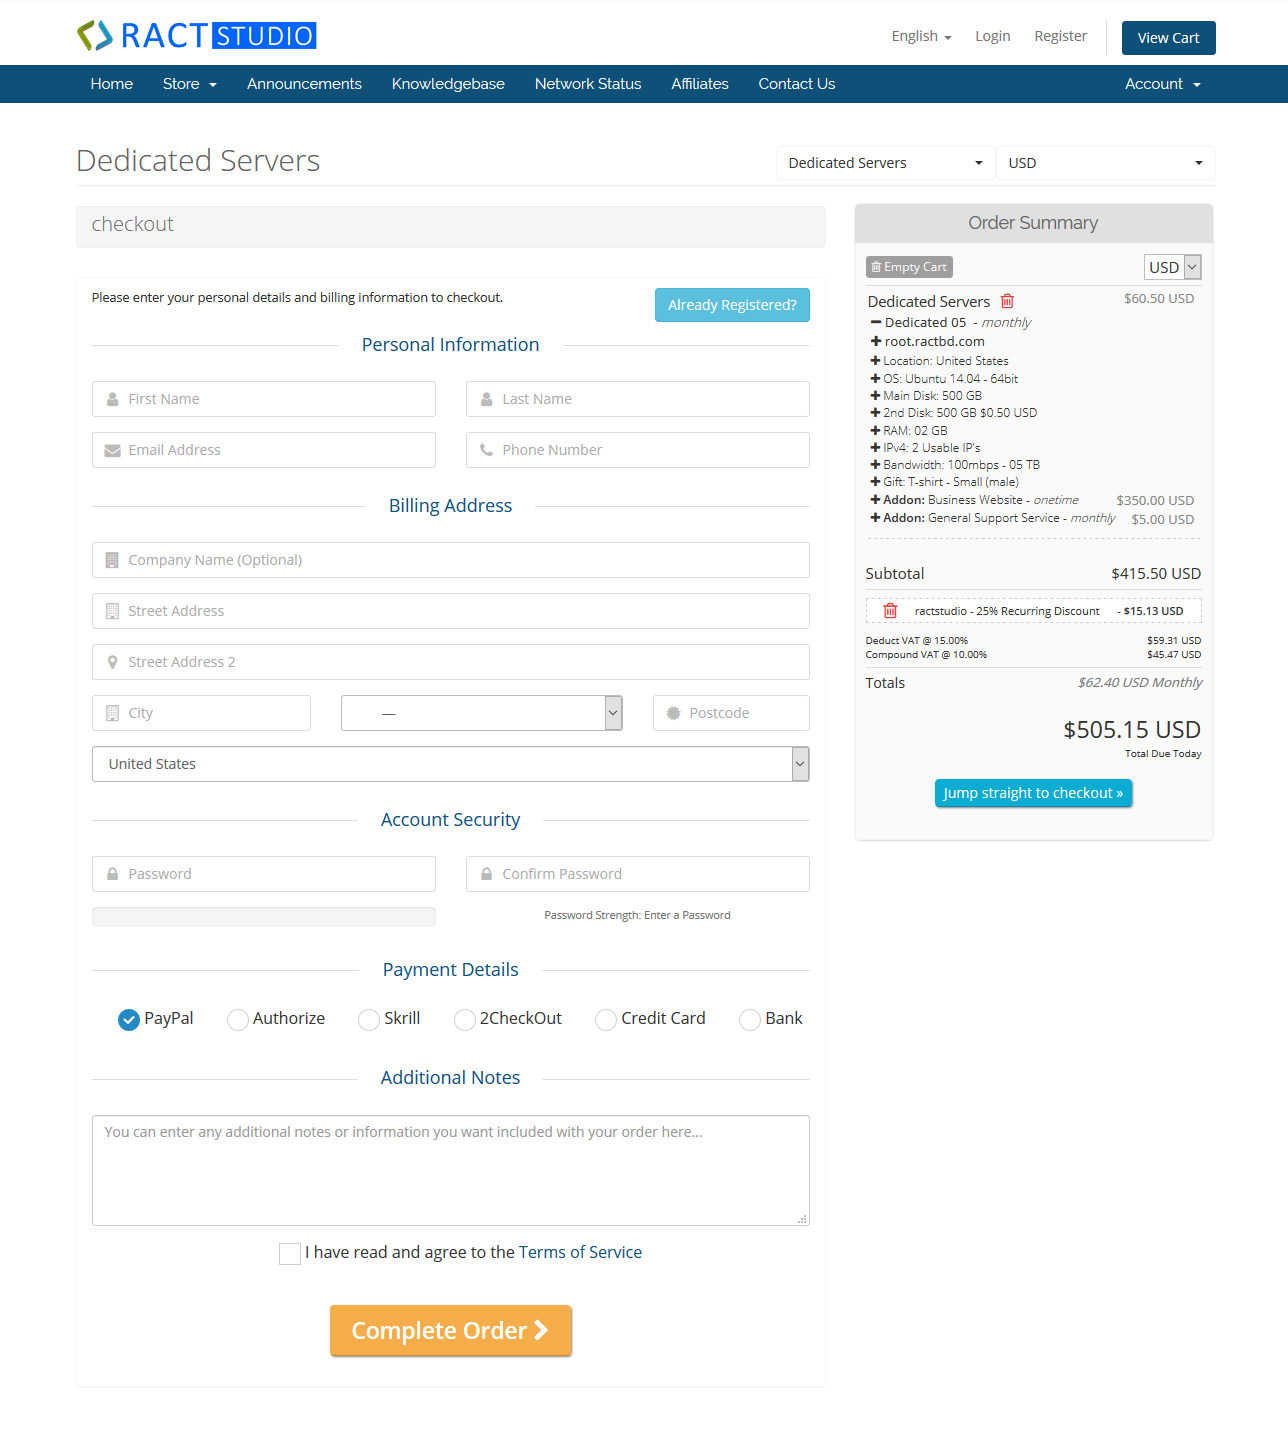 RACT STUDIO
English Login Register View Cart
Home Store Announcements Knowledgebase Network Status Affiliates Contact Us Account
Dedicated Servers
Dedicated Servers USD
checkout
Please enter your personal details and billing information to checkout.
Already Registered?
Personal Information
First Name Last Name
Email Address Phone Number
Billing Address
Company Name (Optional)
Street Address
Street Address 2
City — Postcode
United States
Account Security
Password Confirm Password
Password Strength: Enter a Password
Payment Details
PayPal Authorize Skrill 2CheckOut Credit Card Bank
Additional Notes
You can enter any additional notes or information you want included with your order here...
I have read and agree to the Terms of Service
Complete Order
Order Summary
Empty Cart USD
Dedicated Servers $60.50 USD
Dedicated 05 - monthly
root.ractbd.com
Location: United States
OS: Ubuntu 14.04 - 64bit
Main Disk: 500 GB
2nd Disk: 500 GB $0.50 USD
RAM: 02 GB
IPv4: 2 Usable IP's
Bandwidth: 100mbps - 05 TB
Gift: T-shirt - Small (male)
Addon: Business Website - onetime $350.00 USD
Addon: General Support Service - monthly $5.00 USD
Subtotal $415.50 USD
ractstudio - 25% Recurring Discount - $15.13 USD
Deduct VAT @ 15.00% $59.31 USD
Compound VAT @ 10.00% $45.47 USD
Totals $62.40 USD Monthly
$505.15 USD
Total Due Today
Jump straight to checkout »